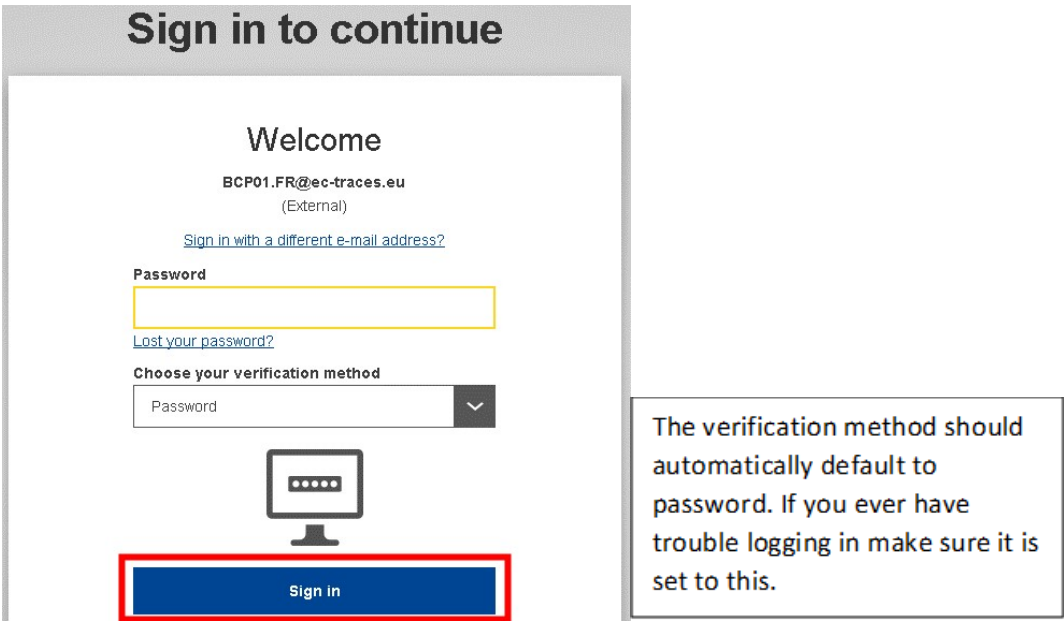 Sign in to continue
Welcome
BCP01.FR@ec-traces.eu
(External)
Sign in with a different e-mail address?
Password
Lost your password?
Choose your verification method
Password
Sign in
The verification method should
automatically default to
password. If you ever have
trouble logging in make sure it is
set to this.